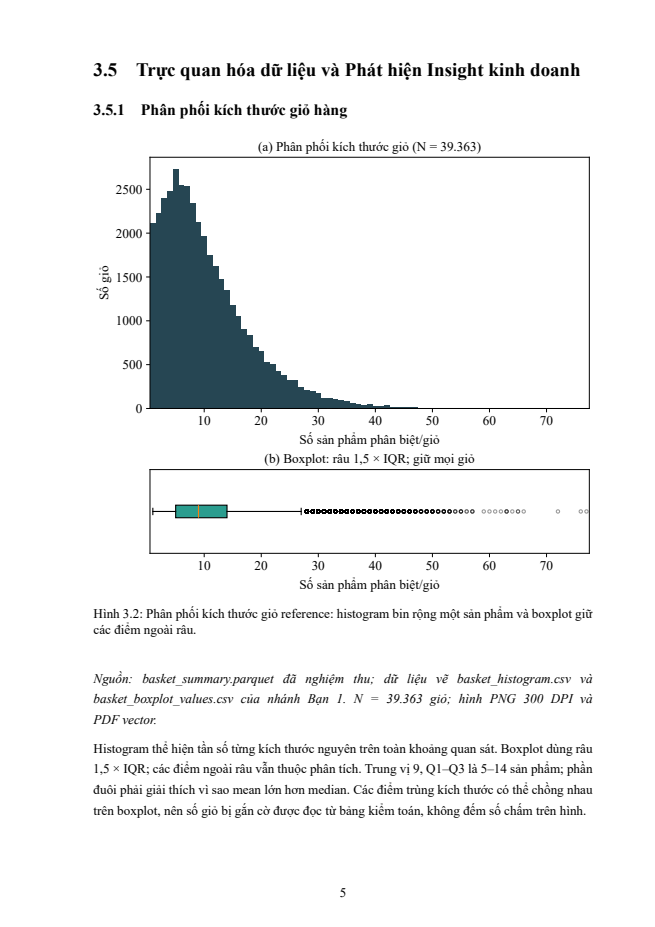 3.5 Trực quan hóa dữ liệu và Phát hiện Insight kinh doanh
3.5.1 Phân phối kích thước giỏ hàng
(a) Phân phối kích thước giỏ (N = 39.363)
2500
2000
1500
1000
500
0
Số giỏ
10 20 30 40 50 60 70
Số sản phẩm phân biệt/giỏ
(b) Boxplot: râu 1,5 × IQR; giữ mọi giỏ
10 20 30 40 50 60 70
Số sản phẩm phân biệt/giỏ
Hình 3.2: Phân phối kích thước giỏ reference: histogram bin rộng một sản phẩm và boxplot giữ
các điểm ngoài râu.
Nguồn: basket_summary.parquet đã nghiệm thu; dữ liệu vẽ basket_histogram.csv và
basket_boxplot_values.csv của nhánh Bạn 1. N = 39.363 giỏ; hình PNG 300 DPI và
PDF vector.
Histogram thể hiện tần số từng kích thước nguyên trên toàn khoảng quan sát. Boxplot dùng râu
1,5 × IQR; các điểm ngoài râu vẫn thuộc phân tích. Trung vị 9, Q1–Q3 là 5–14 sản phẩm; phần
đuôi phải giải thích vì sao mean lớn hơn median. Các điểm trùng kích thước có thể chồng nhau
trên boxplot, nên số giỏ bị gắn cờ được đọc từ bảng kiểm toán, không đếm số chấm trên hình.
5